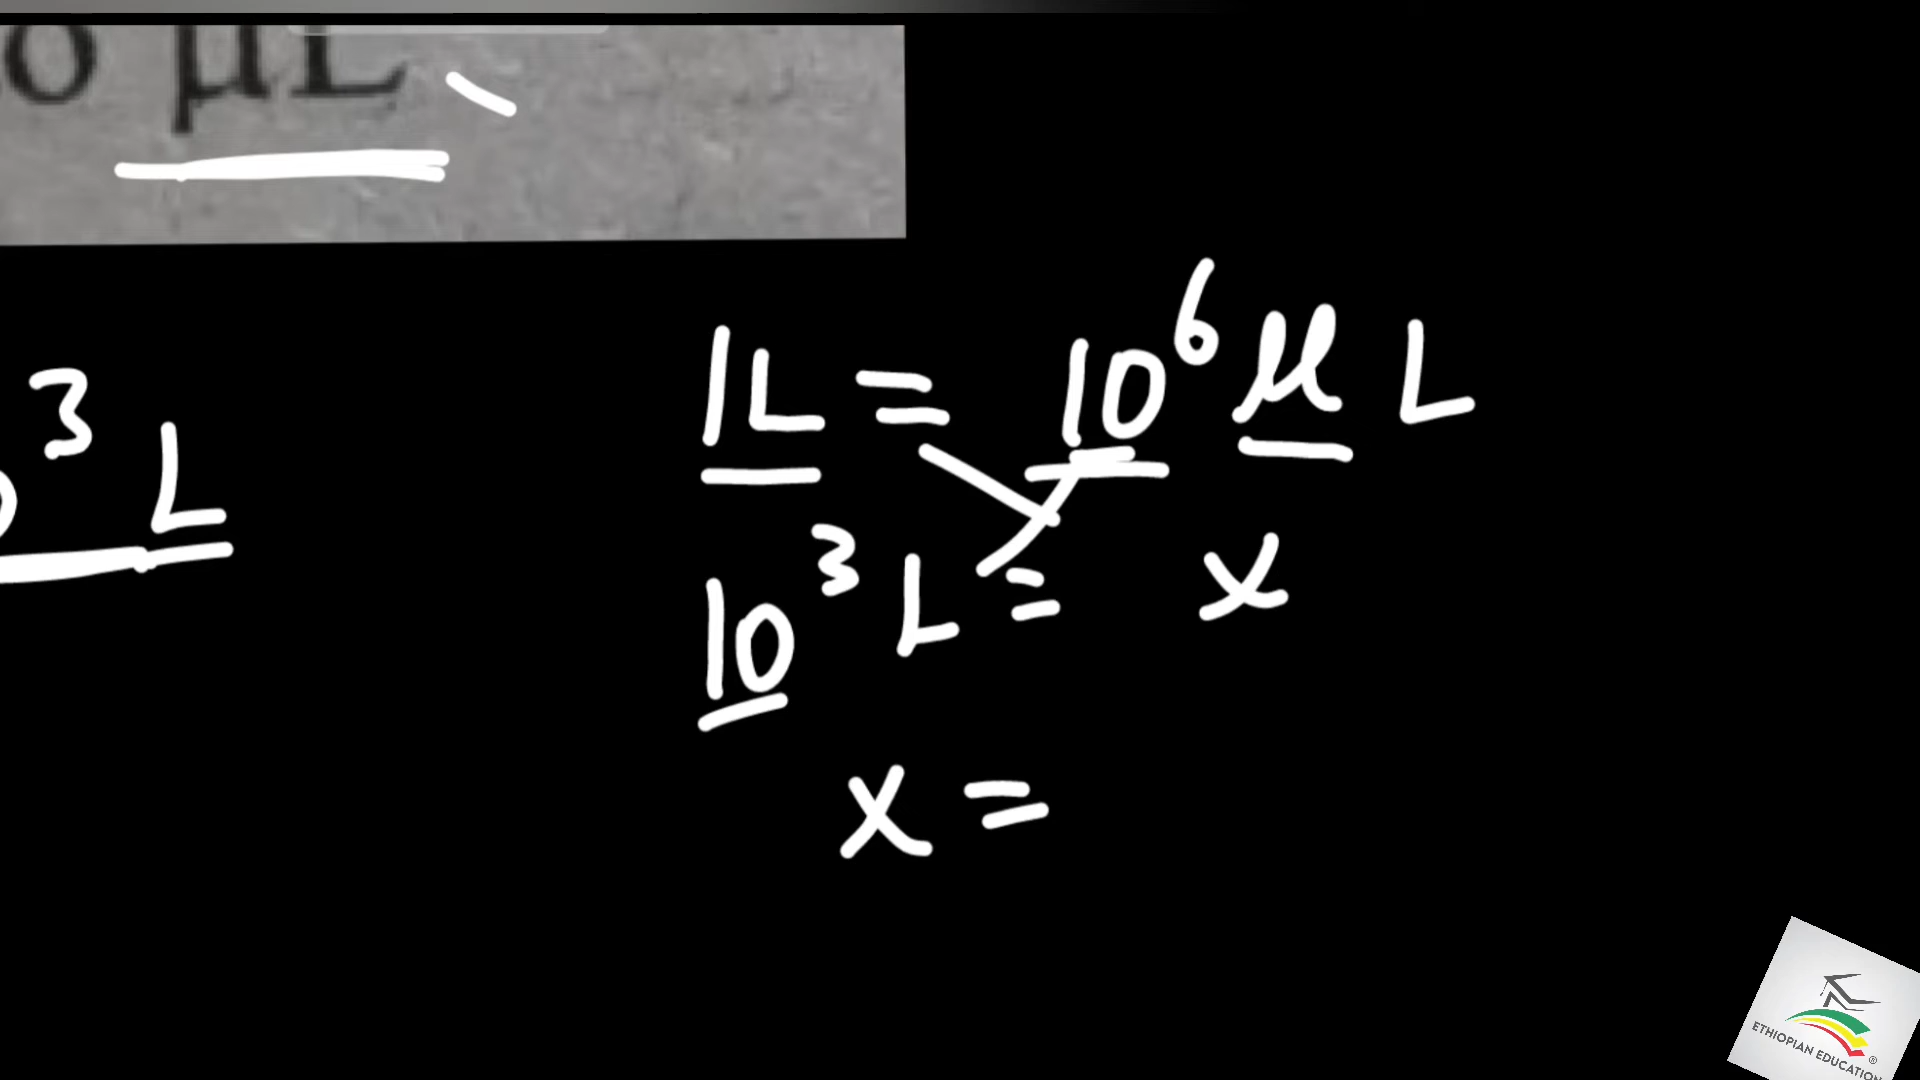 µL
1L = 10⁶ µL
³ L
10³ L = x
x =
ETHIOPIAN EDUCATION ®